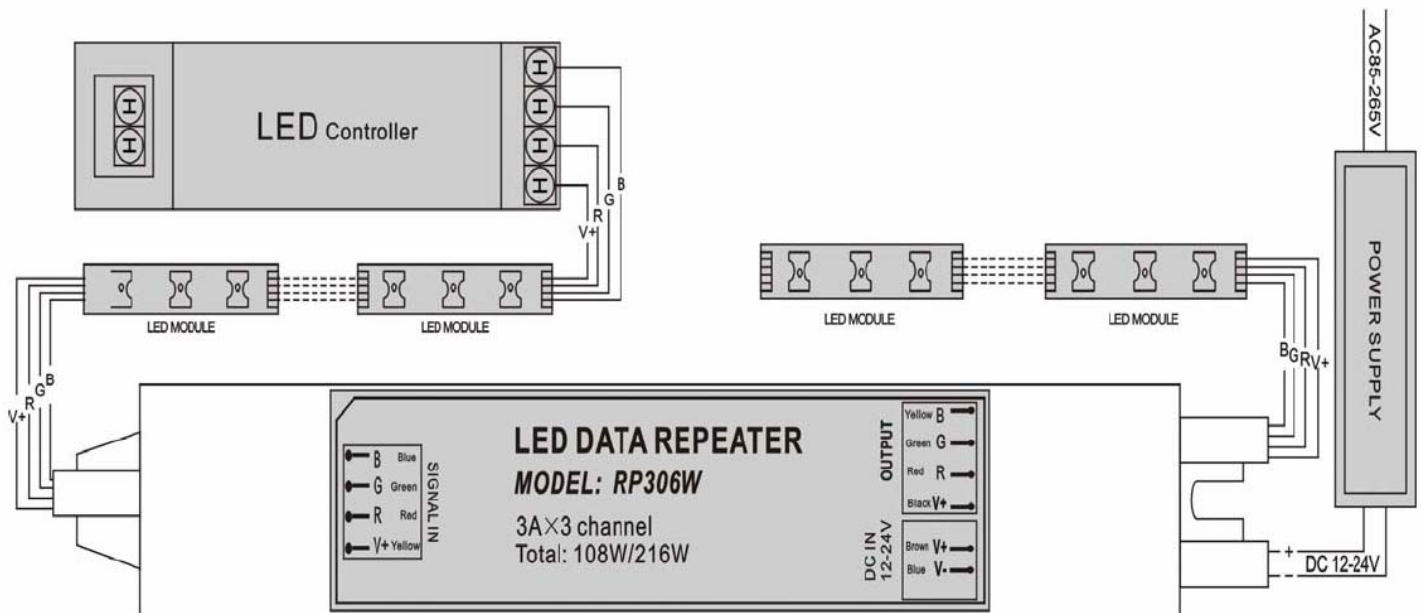 LED Controller
B
G
R
V+
LED MODULE
LED MODULE
LED MODULE
LED MODULE
AC85-265V
POWER SUPPLY
V+
R
G
B
B
G
R
V+
SIGNAL IN
B Blue
G Green
R Red
V+ Yellow
LED DATA REPEATER
MODEL: RP306W
3A×3 channel
Total: 108W/216W
OUTPUT
Yellow B
Green G
Red R
Black V+
DC IN
12-24V
Brown V+
Blue V-
+
DC 12-24V
-